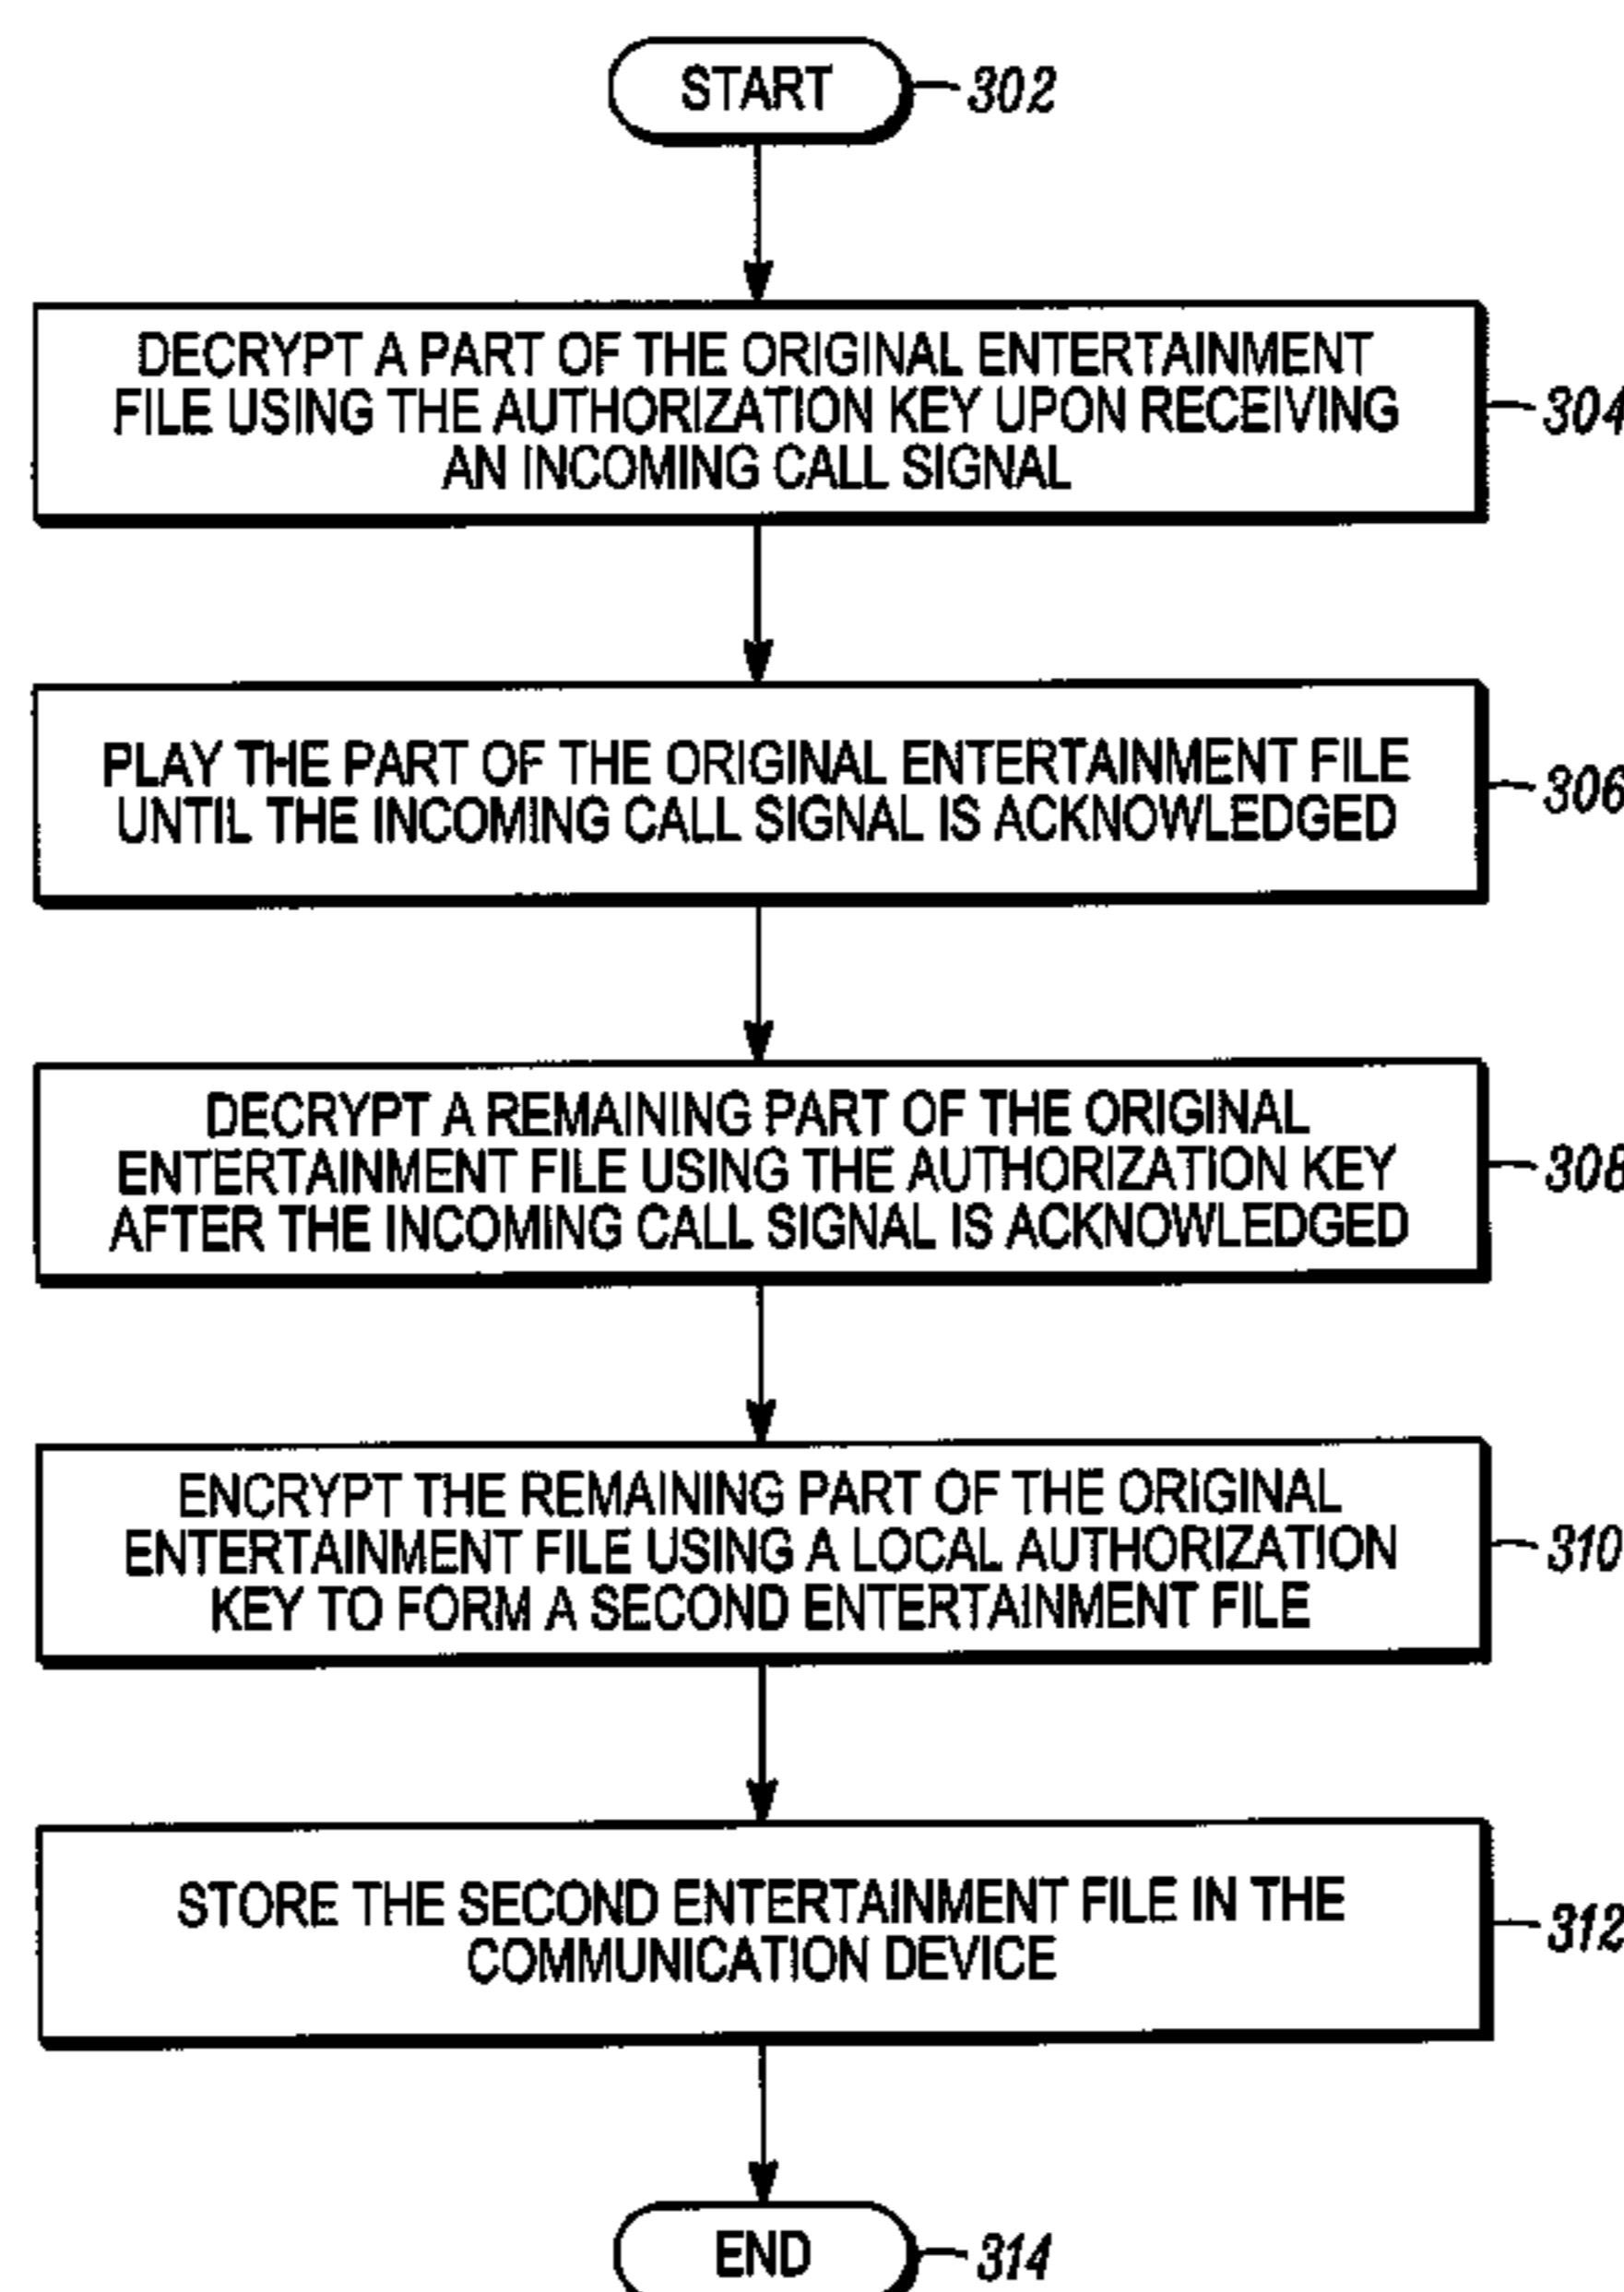 START
302
DECRYPT A PART OF THE ORIGINAL ENTERTAINMENT
FILE USING THE AUTHORIZATION KEY UPON RECEIVING
AN INCOMING CALL SIGNAL
304
PLAY THE PART OF THE ORIGINAL ENTERTAINMENT FILE
UNTIL THE INCOMING CALL SIGNAL IS ACKNOWLEDGED
306
DECRYPT A REMAINING PART OF THE ORIGINAL
ENTERTAINMENT FILE USING THE AUTHORIZATION KEY
AFTER THE INCOMING CALL SIGNAL IS ACKNOWLEDGED
308
ENCRYPT THE REMAINING PART OF THE ORIGINAL
ENTERTAINMENT FILE USING A LOCAL AUTHORIZATION
KEY TO FORM A SECOND ENTERTAINMENT FILE
310
STORE THE SECOND ENTERTAINMENT FILE IN THE
COMMUNICATION DEVICE
312
END
314